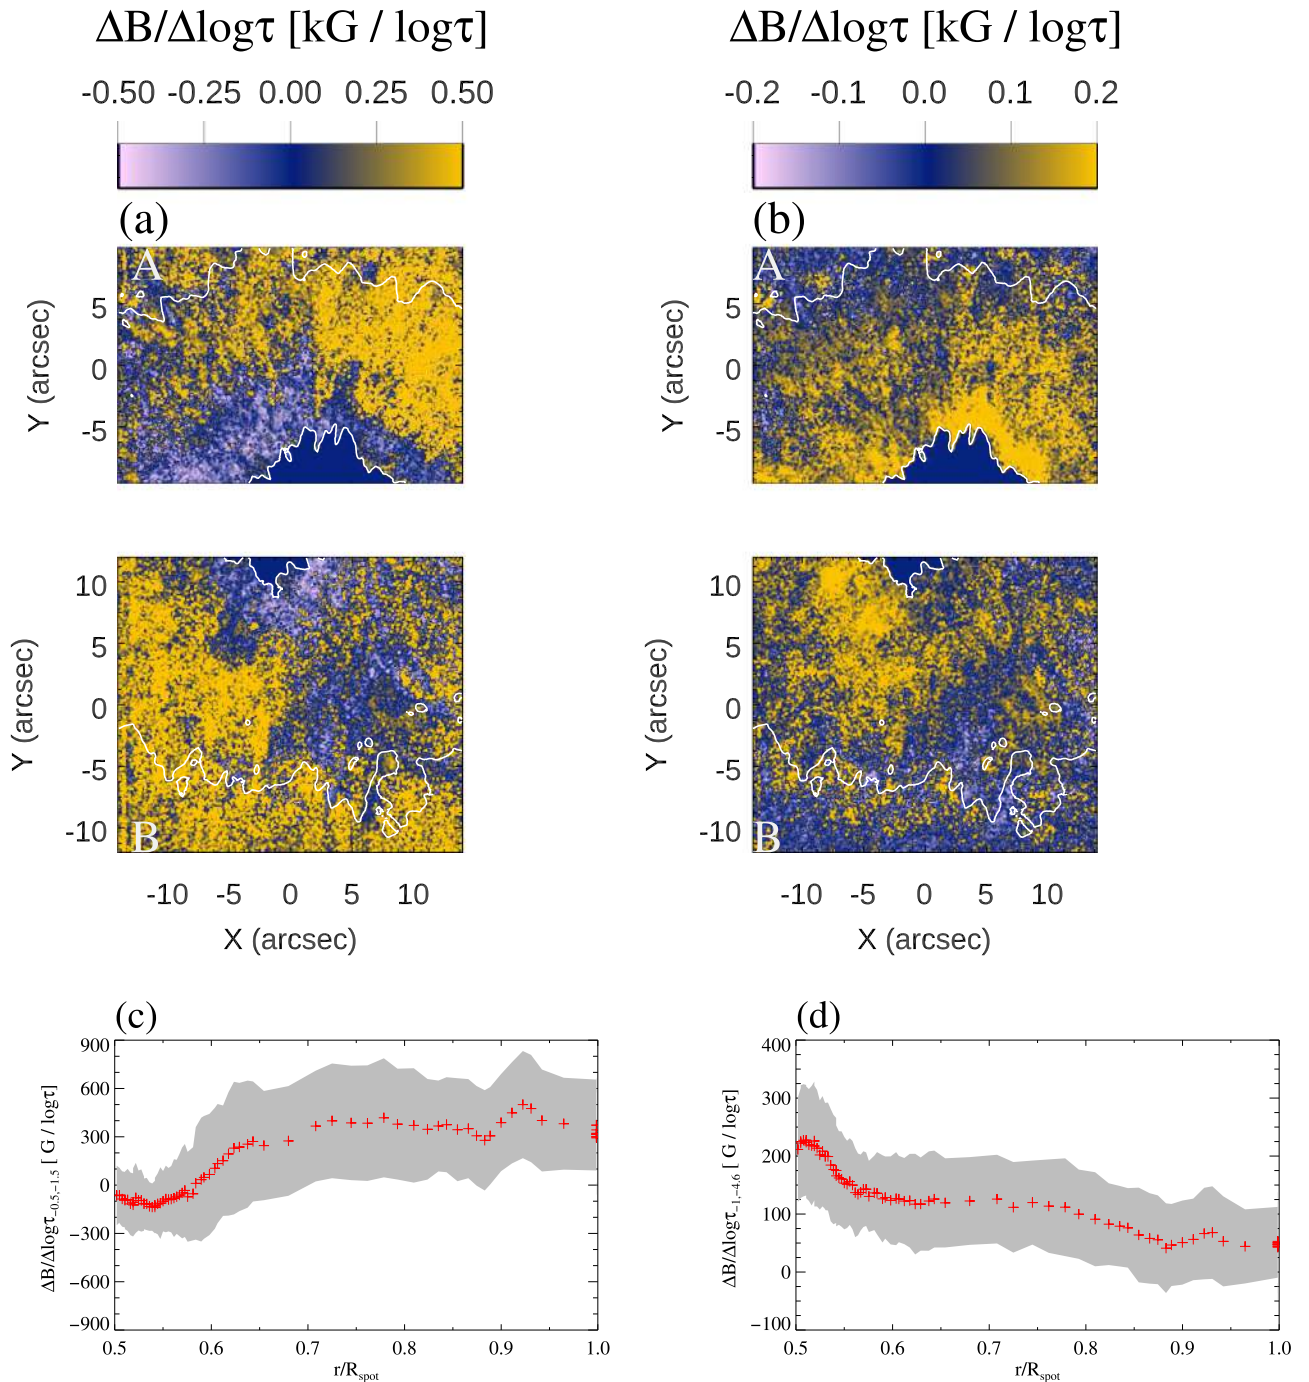 ΔB/Δlogτ [kG / logτ]
-0.50 -0.25 0.00 0.25 0.50
ΔB/Δlogτ [kG / logτ]
-0.2 -0.1 0.0 0.1 0.2
(a)
(b)
A
5
0
-5
Y (arcsec)
A
5
0
-5
Y (arcsec)
10
5
0
-5
-10
Y (arcsec)
B
-10 -5 0 5 10
X (arcsec)
10
5
0
-5
-10
Y (arcsec)
B
-10 -5 0 5 10
X (arcsec)
(c)
900
600
300
0
−300
−600
−900
ΔB/Δlogτ−0.5,−1.5 [ G / logτ]
0.5 0.6 0.7 0.8 0.9 1.0
r/Rspot
(d)
400
300
200
100
0
−100
ΔB/Δlogτ−1,−4.6 [ G / logτ]
0.5 0.6 0.7 0.8 0.9 1.0
r/Rspot